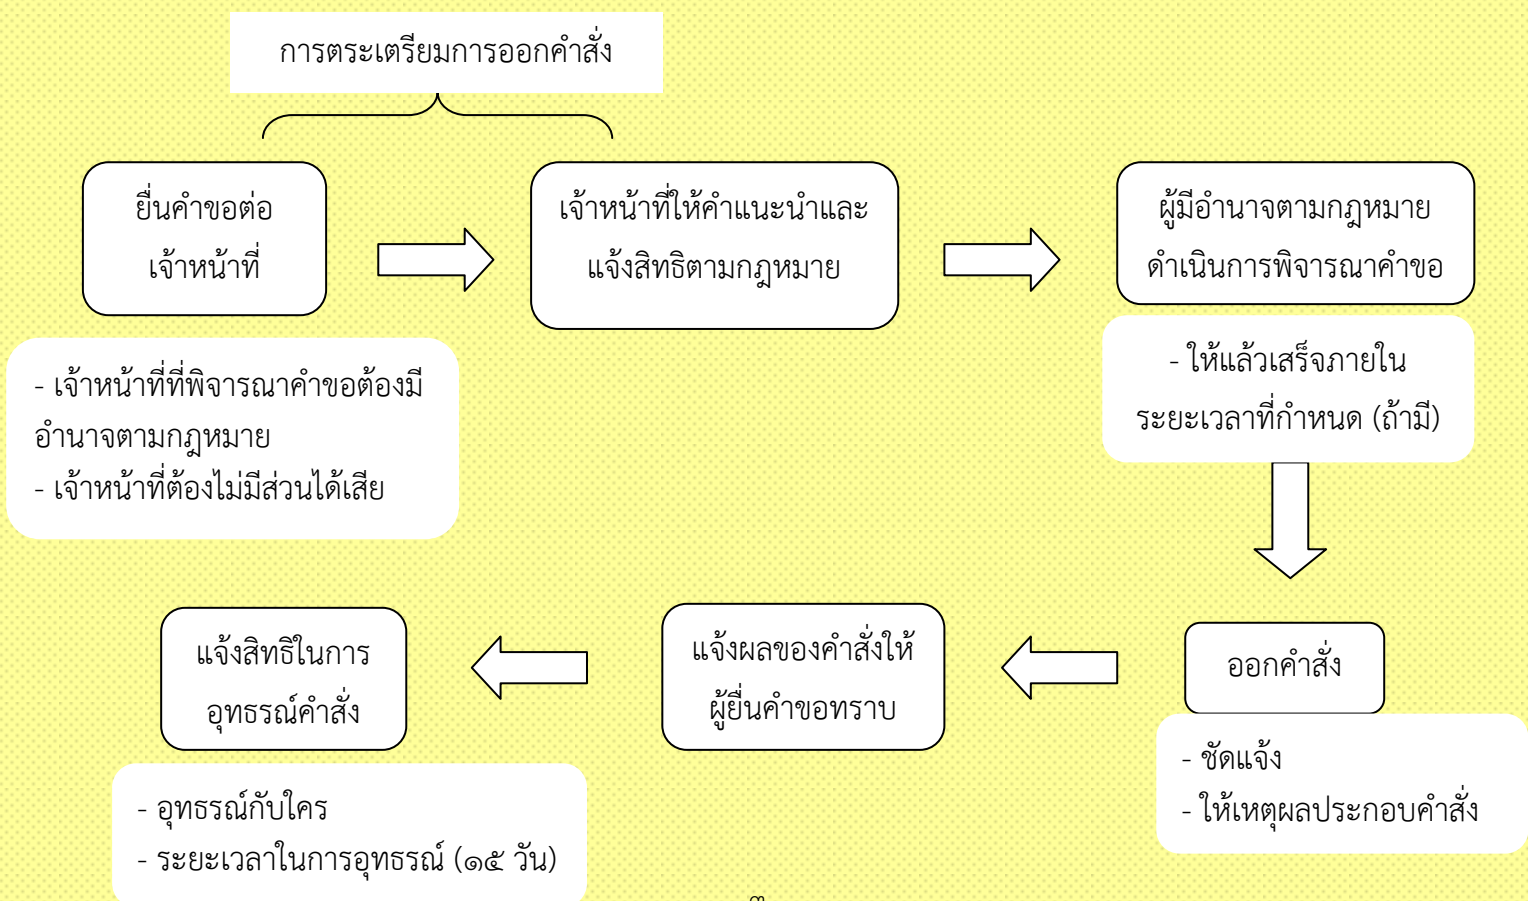 การตระเตรียมการออกคำสั่ง
ยื่นคำขอต่อ
เจ้าหน้าที่
เจ้าหน้าที่ให้คำแนะนำและ
แจ้งสิทธิตามกฎหมาย
ผู้มีอำนาจตามกฎหมาย
ดำเนินการพิจารณาคำขอ
- เจ้าหน้าที่ที่พิจารณาคำขอต้องมี
อำนาจตามกฎหมาย
- เจ้าหน้าที่ต้องไม่มีส่วนได้เสีย
- ให้แล้วเสร็จภายใน
ระยะเวลาที่กำหนด (ถ้ามี)
ออกคำสั่ง
- ชัดแจ้ง
- ให้เหตุผลประกอบคำสั่ง
แจ้งผลของคำสั่งให้
ผู้ยื่นคำขอทราบ
แจ้งสิทธิในการ
อุทธรณ์คำสั่ง
- อุทธรณ์กับใคร
- ระยะเวลาในการอุทธรณ์ (๑๕ วัน)